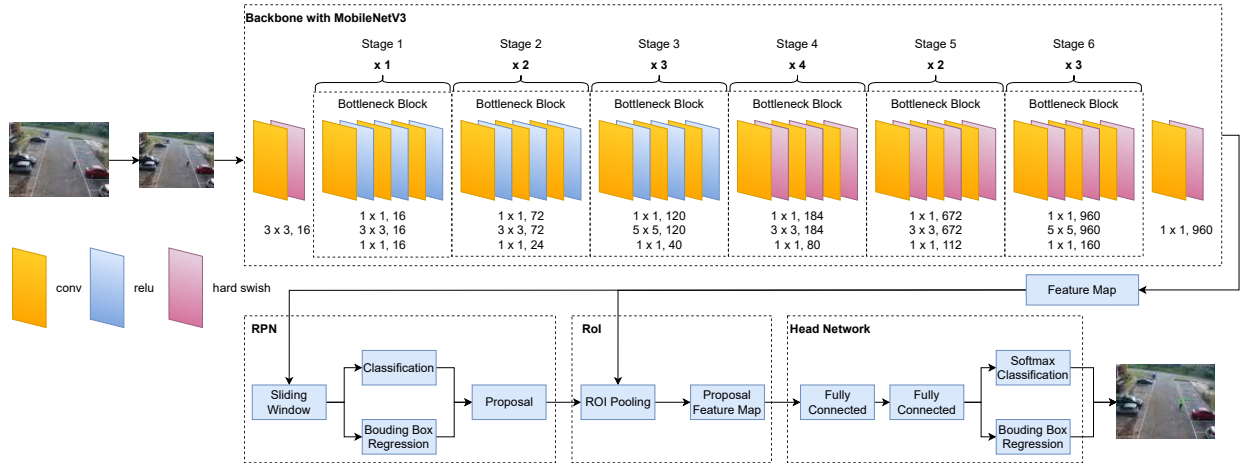 Backbone with MobileNetV3
Stage 1
x 1
Stage 2
x 2
Stage 3
x 3
Stage 4
x 4
Stage 5
x 2
Stage 6
x 3
Bottleneck Block
Bottleneck Block
Bottleneck Block
Bottleneck Block
Bottleneck Block
Bottleneck Block
3 x 3, 16
1 x 1, 16
3 x 3, 16
1 x 1, 16
1 x 1, 72
3 x 3, 72
1 x 1, 24
1 x 1, 120
5 x 5, 120
1 x 1, 40
1 x 1, 184
3 x 3, 184
1 x 1, 80
1 x 1, 672
3 x 3, 672
1 x 1, 112
1 x 1, 960
5 x 5, 960
1 x 1, 160
1 x 1, 960
conv
relu
hard swish
Feature Map
RPN
Sliding
Window
Classification
Bouding Box
Regression
Proposal
RoI
ROI Pooling
Proposal
Feature Map
Head Network
Fully
Connected
Fully
Connected
Softmax
Classification
Bouding Box
Regression